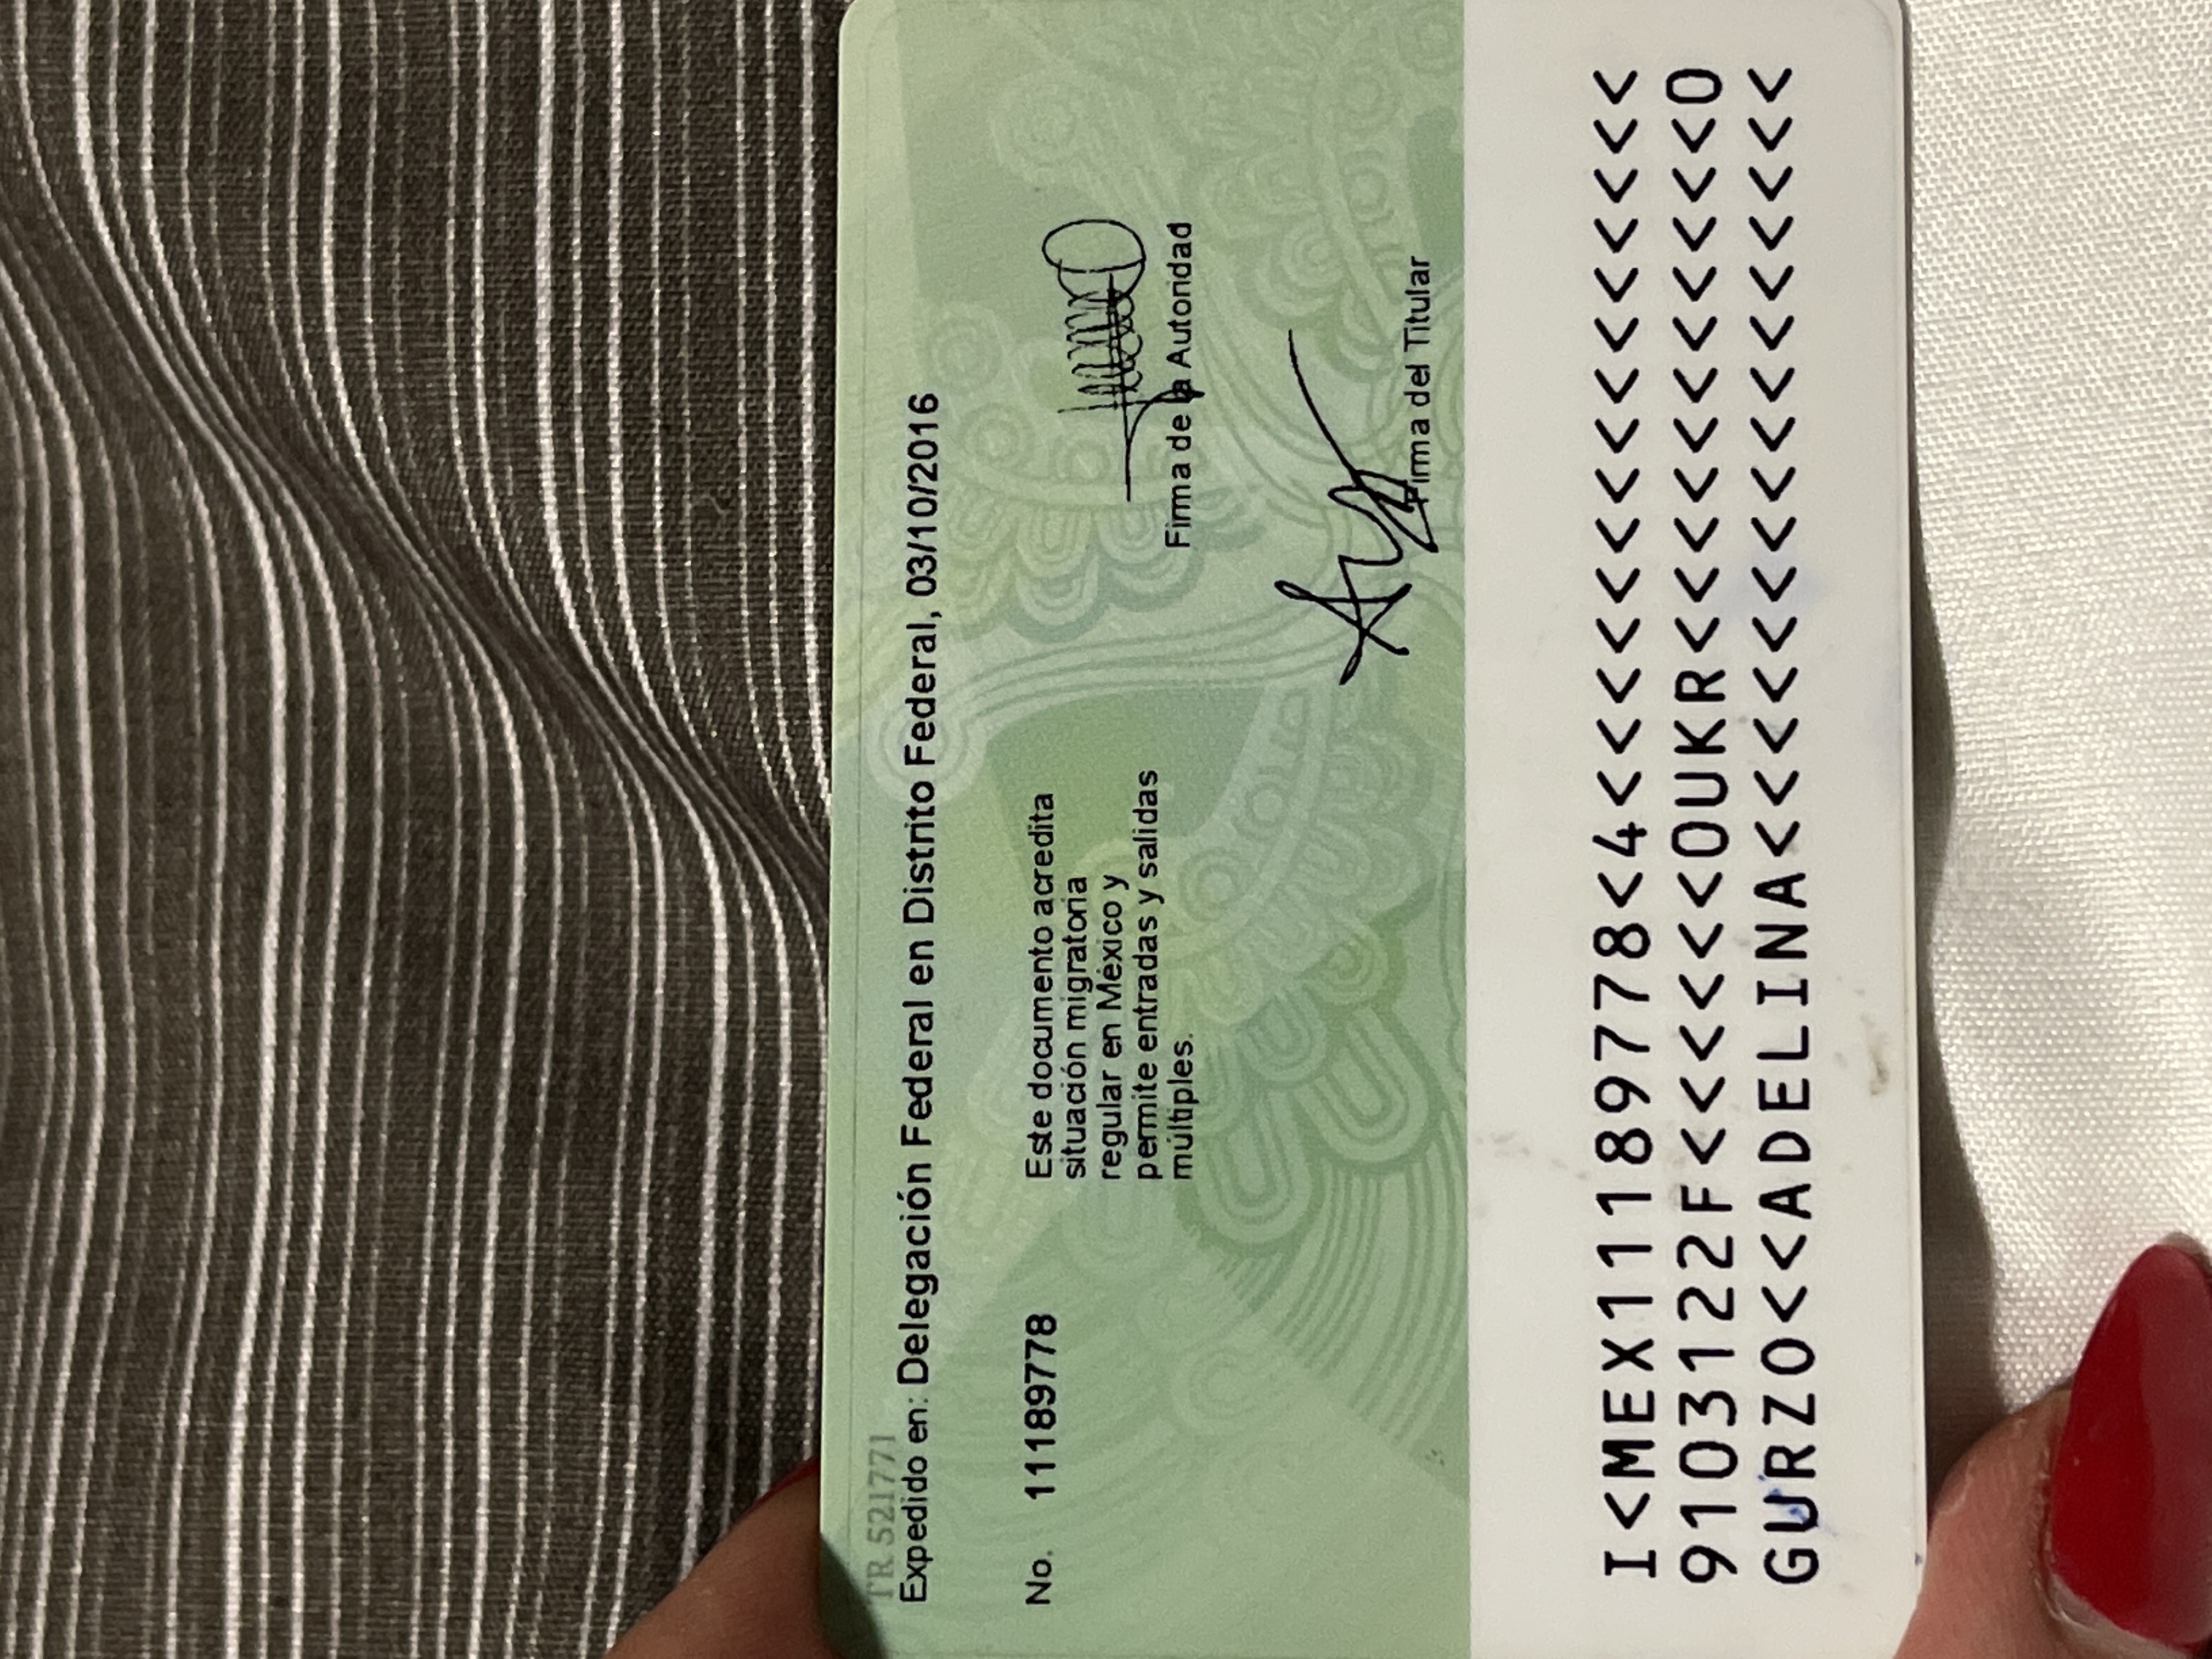 TR 521771
Expedido en: Delegación Federal en Distrito Federal, 03/10/2016
No. 11189778
Este documento acredita
situación migratoria
regular en México y
permite entradas y salidas
múltiples.
Firma de la Autoridad
Firma del Titular
I<MEX11189778<4<<<<<<<<<<<<<<<
9103122F<<<<<<0UKR<<<<<<<<<<<0
GURZO<<ADELINA<<<<<<<<<<<<<<<<